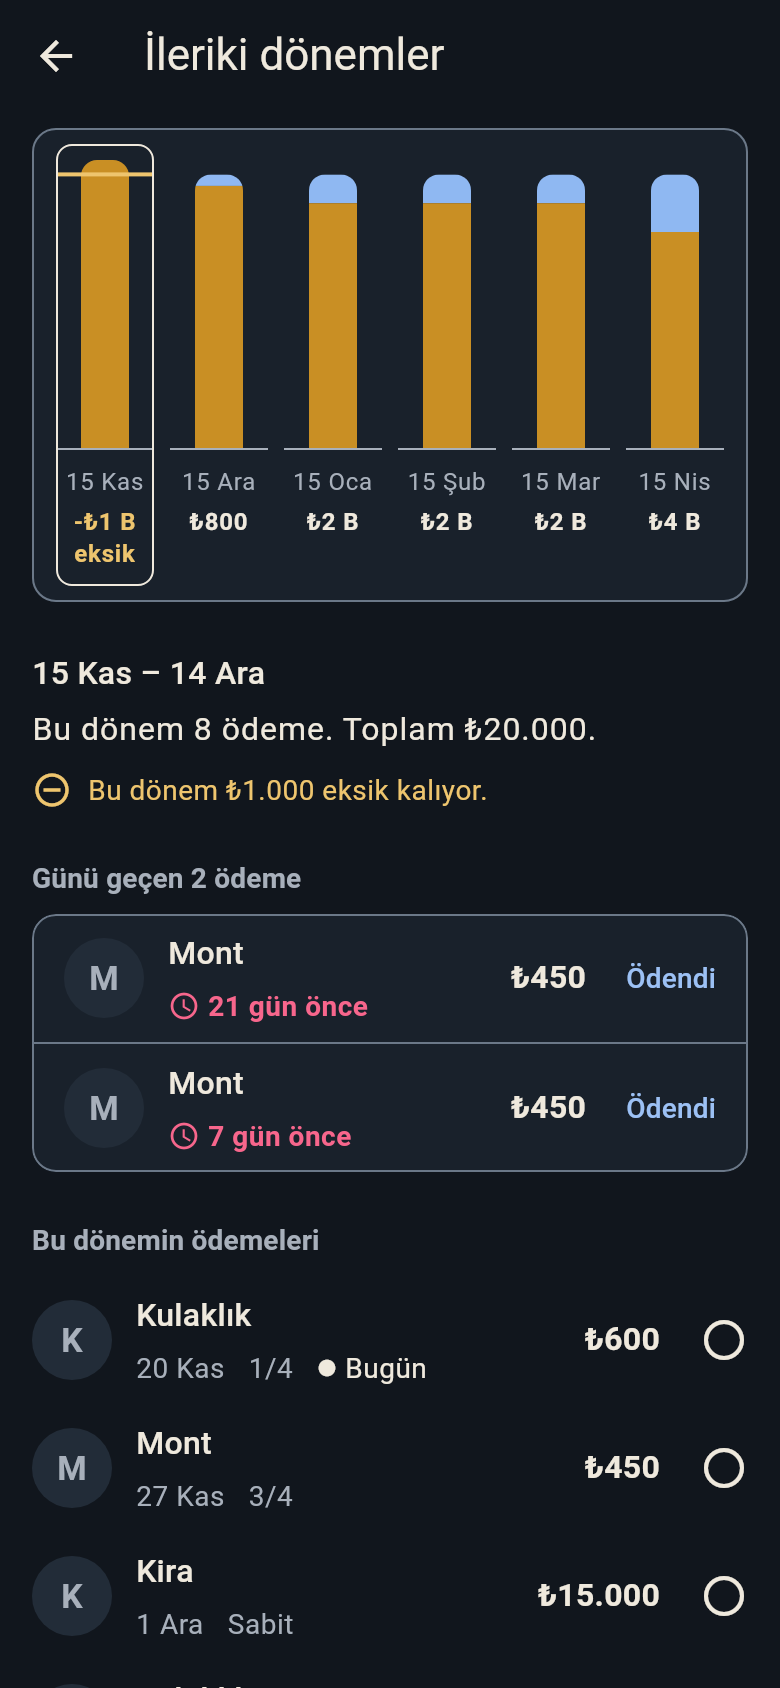 İleriki dönemler
15 Kas
-₺1 B
eksik
15 Ara
₺800
15 Oca
₺2 B
15 Şub
₺2 B
15 Mar
₺2 B
15 Nis
₺4 B
15 Kas – 14 Ara
Bu dönem 8 ödeme. Toplam ₺20.000.
Bu dönem ₺1.000 eksik kalıyor.
Günü geçen 2 ödeme
M
Mont
21 gün önce
₺450
Ödendi
M
Mont
7 gün önce
₺450
Ödendi
Bu dönemin ödemeleri
K
Kulaklık
20 Kas 1/4 Bugün
₺600
M
Mont
27 Kas 3/4
₺450
K
Kira
1 Ara Sabit
₺15.000